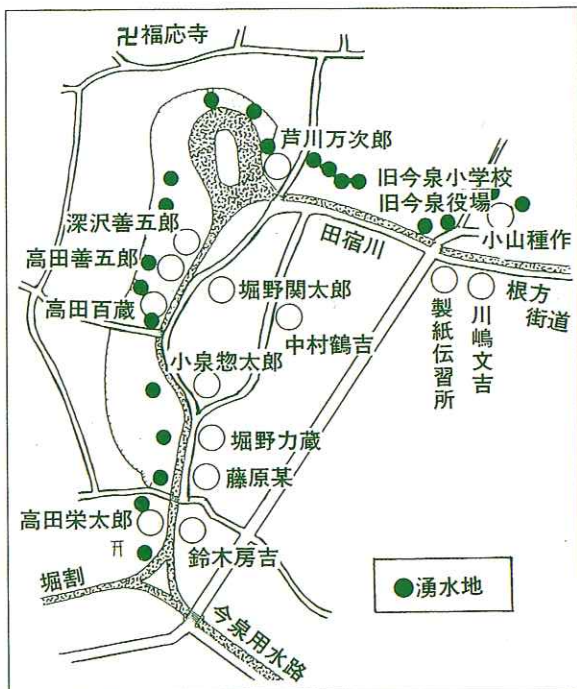 卍福応寺
芦川万次郎
旧今泉小学校
旧今泉役場
小山種作
深沢善五郎
田宿川
高田善五郎
根方
街道
堀野関太郎
高田百蔵
中村鶴吉
製紙伝習所
川嶋文吉
小泉惣太郎
堀野力蔵
藤原某
高田栄太郎
鈴木房吉
堀割
湧水地
今泉用水路